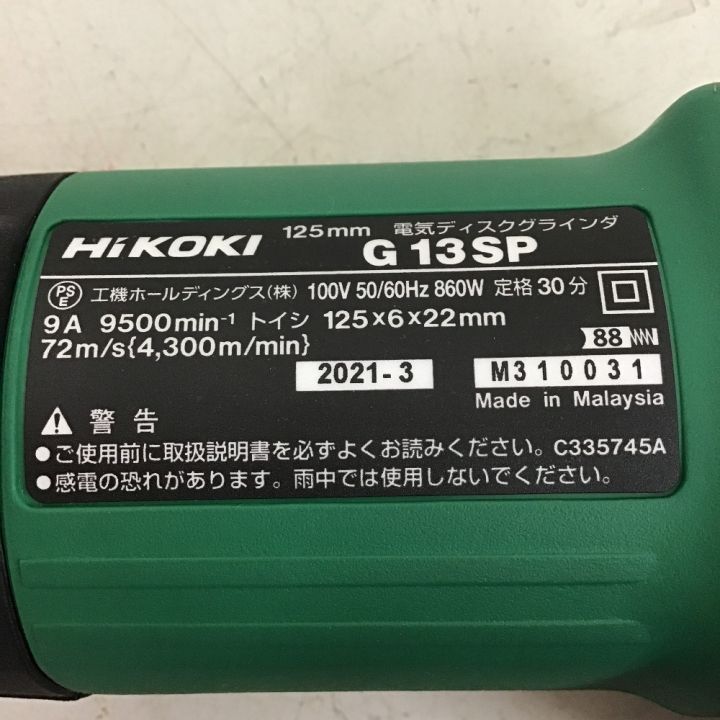 125mm 電気ディスクグラインダ
HiKOKI G 13SP
PSE 工機ホールディングス(株) 100V 50/60Hz 860W 定格30分
9A 9500min⁻¹ トイシ 125×6×22mm
72m/s{4,300m/min} 88
2021-3 M310031
Made in Malaysia
警告
●ご使用前に取扱説明書を必ずよくお読みください。 C335745A
●感電の恐れがあります。雨中では使用しないでください。